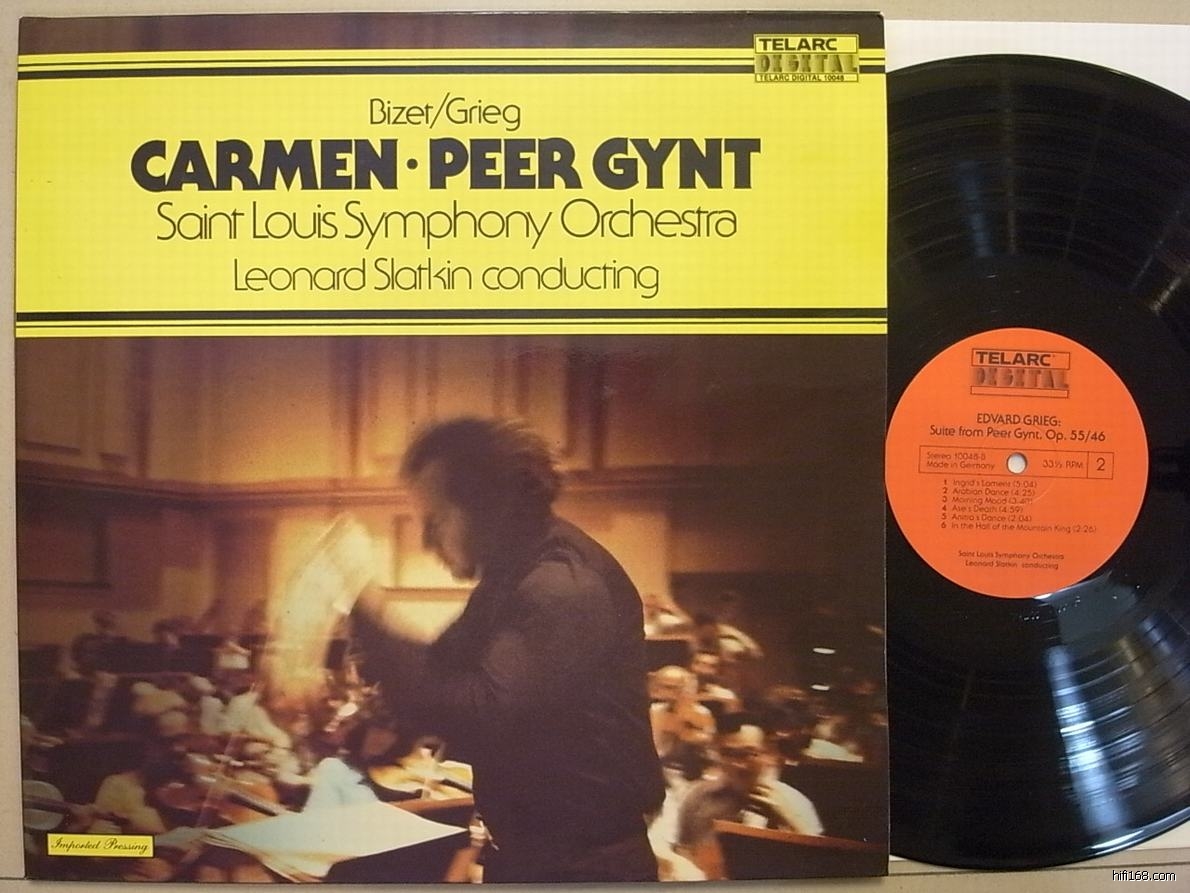 TELARC
DIGITAL
TELARC DIGITAL 10048
Bizet/Grieg
CARMEN · PEER GYNT
Saint Louis Symphony Orchestra
Leonard Slatkin conducting
Imported Pressing
TELARC
DIGITAL
EDVARD GRIEG:
Suite from Peer Gynt, Op. 55/46
Stereo 10048-B
Made in Germany
33⅓ RPM
2
1 Ingrid's Lament (5:04)
2 Arabian Dance (4:25)
3 Morning Mood (3:40)
4 Ase's Death (4:59)
5 Anitra's Dance (2:04)
6 In the Hall of the Mountain King (2:26)
Saint Louis Symphony Orchestra
Leonard Slatkin conducting
hifi168.com